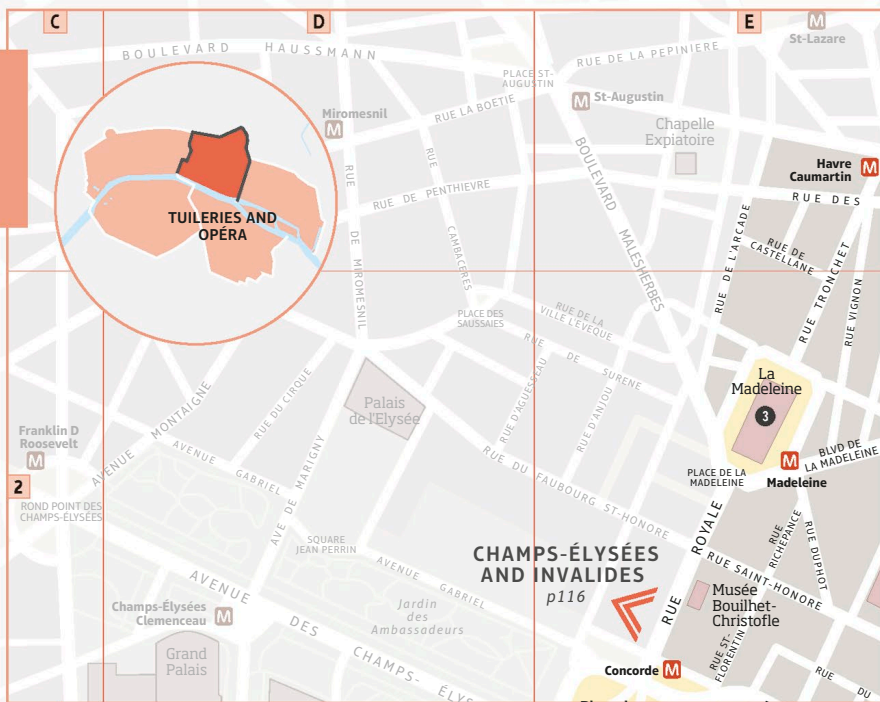 C
D
E
St-Lazare
BOULEVARD HAUSSMANN
RUE DE LA PEPINIERE
PLACE ST-
AUGUSTIN
St-Augustin
Miromesnil
RUE LA BOETIE
Chapelle
Expiatoire
Havre
Caumartin
RUE DES
RUE DE PENTHIEVRE
RUE DE MIROMESNIL
RUE CAMBACERES
BOULEVARD MALESHERBES
RUE DE L'ARCADE
RUE DE
CASTELLANE
RUE TRONCHET
RUE VIGNON
TUILERIES AND
OPÉRA
PLACE DES
SAUSSAIES
RUE DE LA
VILLE L'EVEQUE
RUE DE SURENE
RUE D'AGUESSEAU
RUE D'ANJOU
La
Madeleine
3
Palais
de l'Elysée
RUE DU CIRQUE
AVENUE MONTAIGNE
Franklin D
Roosevelt
2
ROND POINT DES
CHAMPS-ÉLYSÉES
AVENUE GABRIEL
AVE DE MARIGNY
RUE DU FAUBOURG ST-HONORE
PLACE DE LA
MADELEINE
Madeleine
BLVD DE
LA MADELEINE
SQUARE
JEAN PERRIN
AVENUE GABRIEL
CHAMPS-ÉLYSÉES
AND INVALIDES
p116
RUE ROYALE
RUE
RICHEPANCE
RUE DUPHOT
RUE SAINT-HONORE
Musée
Bouilhet-
Christofle
RUE ST-
FLORENTIN
Champs-Élysées
Clemenceau
Jardin
des
Ambassadeurs
AVENUE DES CHAMPS-ÉLYS
Grand
Palais
Concorde
RUE DU